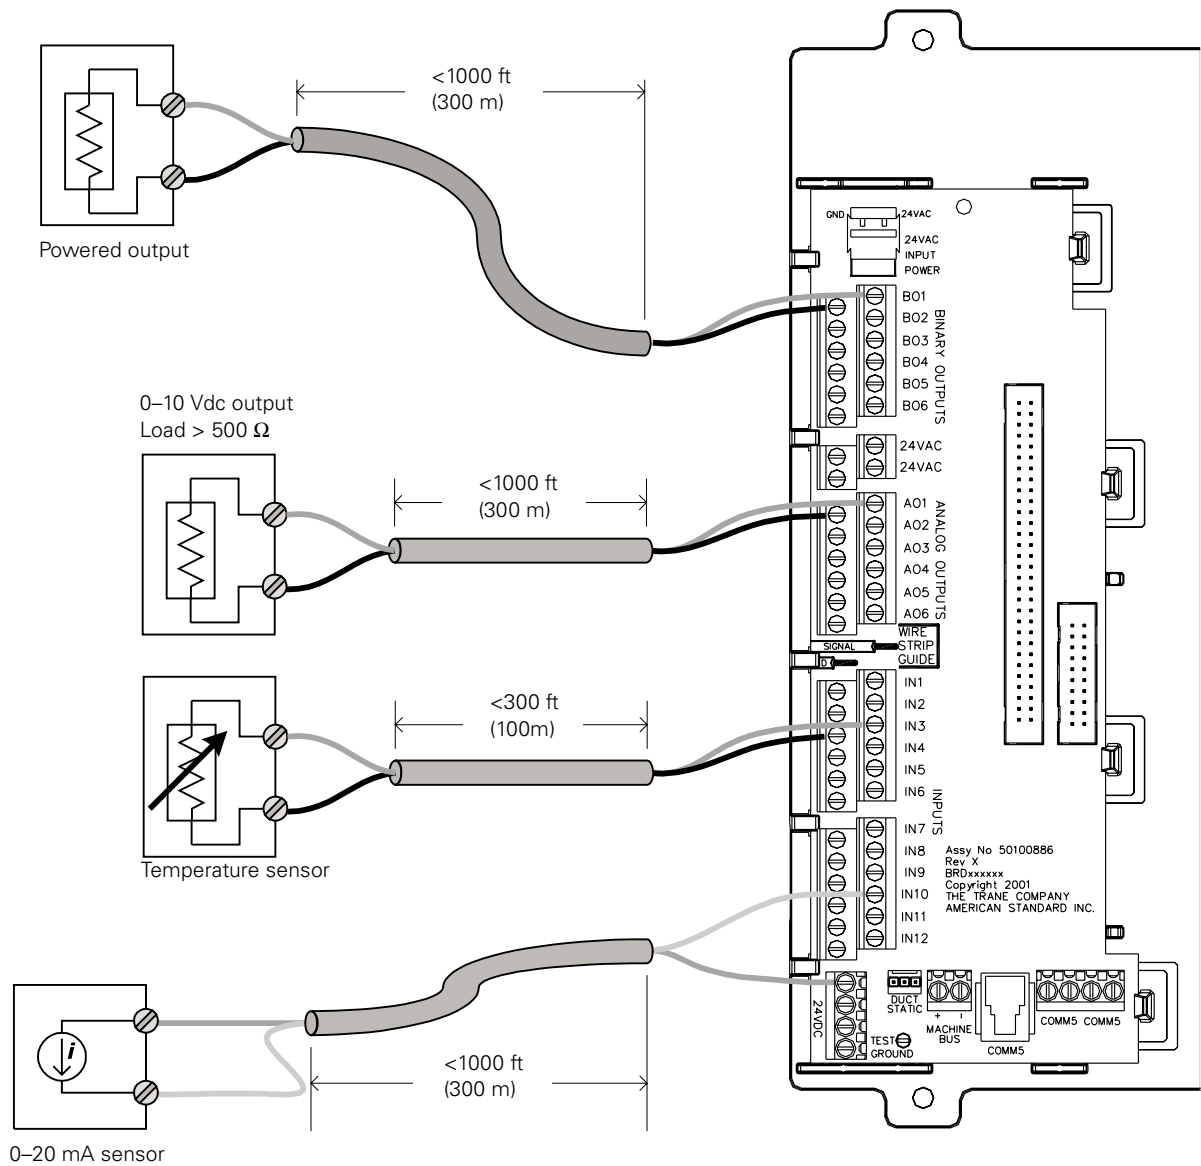 <1000 ft
(300 m)
Powered output
GND
24VAC
24VAC
INPUT
POWER
BO1
BO2
BO3
BO4
BO5
BO6
BINARY OUTPUTS
24VAC
24VAC
0–10 Vdc output
Load > 500 Ω
<1000 ft
(300 m)
AO1
AO2
AO3
AO4
AO5
AO6
ANALOG OUTPUTS
SIGNAL
D
WIRE
STRIP
GUIDE
<300 ft
(100m)
Temperature sensor
IN1
IN2
IN3
IN4
IN5
IN6
INPUTS
IN7
IN8
IN9
IN10
IN11
IN12
Assy No 50100886
Rev X
BRDxxxxxx
Copyright 2001
THE TRANE COMPANY
AMERICAN STANDARD INC.
24VDC
DUCT
STATIC
+ –
MACHINE
BUS
COMM5
COMM5 COMM5
TEST
GROUND
i
<1000 ft
(300 m)
0–20 mA sensor